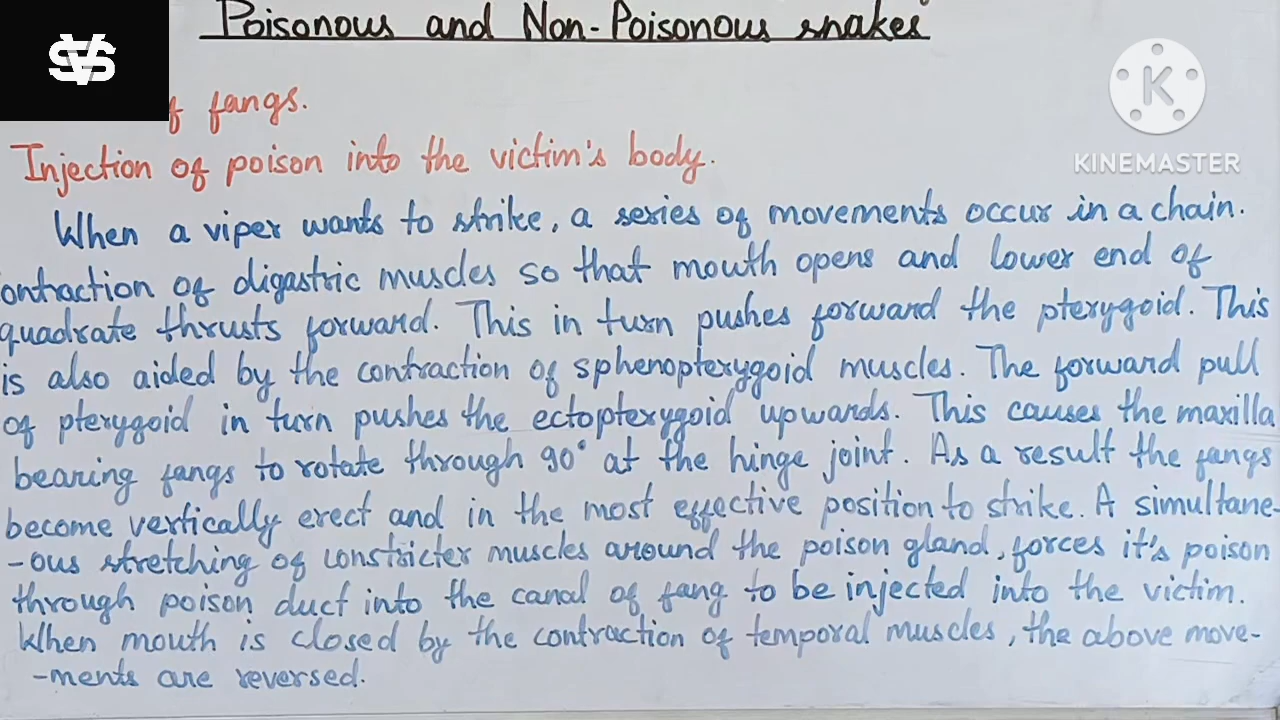 Poisonous and Non-Poisonous snakes
VS
K
KINEMASTER
of fangs.
Injection of poison into the victim's body.
When a viper wants to strike, a series of movements occur in a chain.
ontraction of digastric muscles so that mouth opens and lower end of
quadrate thrusts forward. This in turn pushes forward the pterygoid. This
is also aided by the contraction of sphenopterygoid muscles. The forward pull
of pterygoid in turn pushes the ectopterygoid upwards. This causes the maxilla
bearing fangs to rotate through 90° at the hinge joint. As a result the fangs
become vertically erect and in the most effective position to strike. A simultane-
-ous stretching of constricter muscles around the poison gland, forces it's poison
through poison duct into the canal of fang to be injected into the victim.
When mouth is closed by the contraction of temporal muscles, the above move-
-ments are reversed.